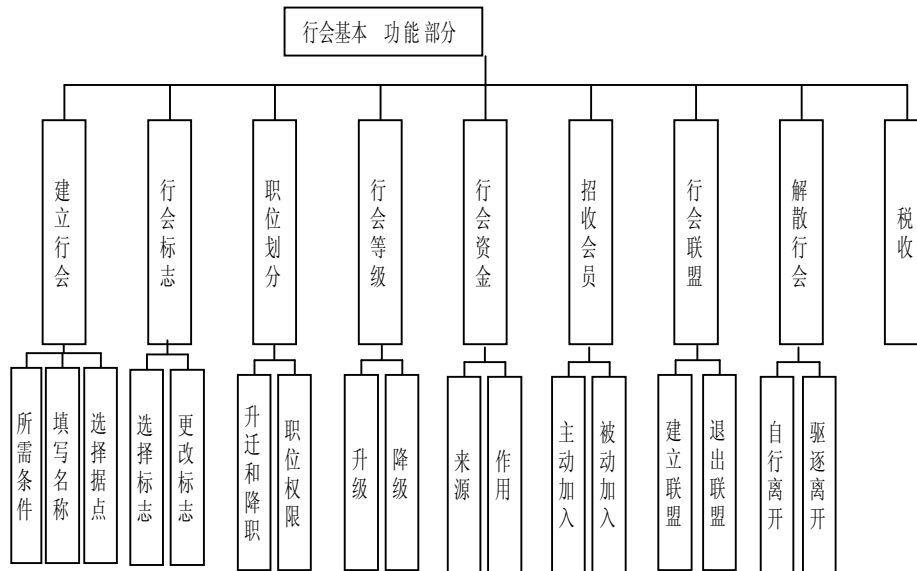 行会基本 功能部分
建立行会
行会标志
职位划分
行会等级
行会资金
招收会员
行会联盟
解散行会
税收
所需条件
填写名称
选择据点
选择标志
更改标志
升迁和降职
职位权限
升级
降级
来源
作用
主动加入
被动加入
建立联盟
退出联盟
自行离开
驱逐离开